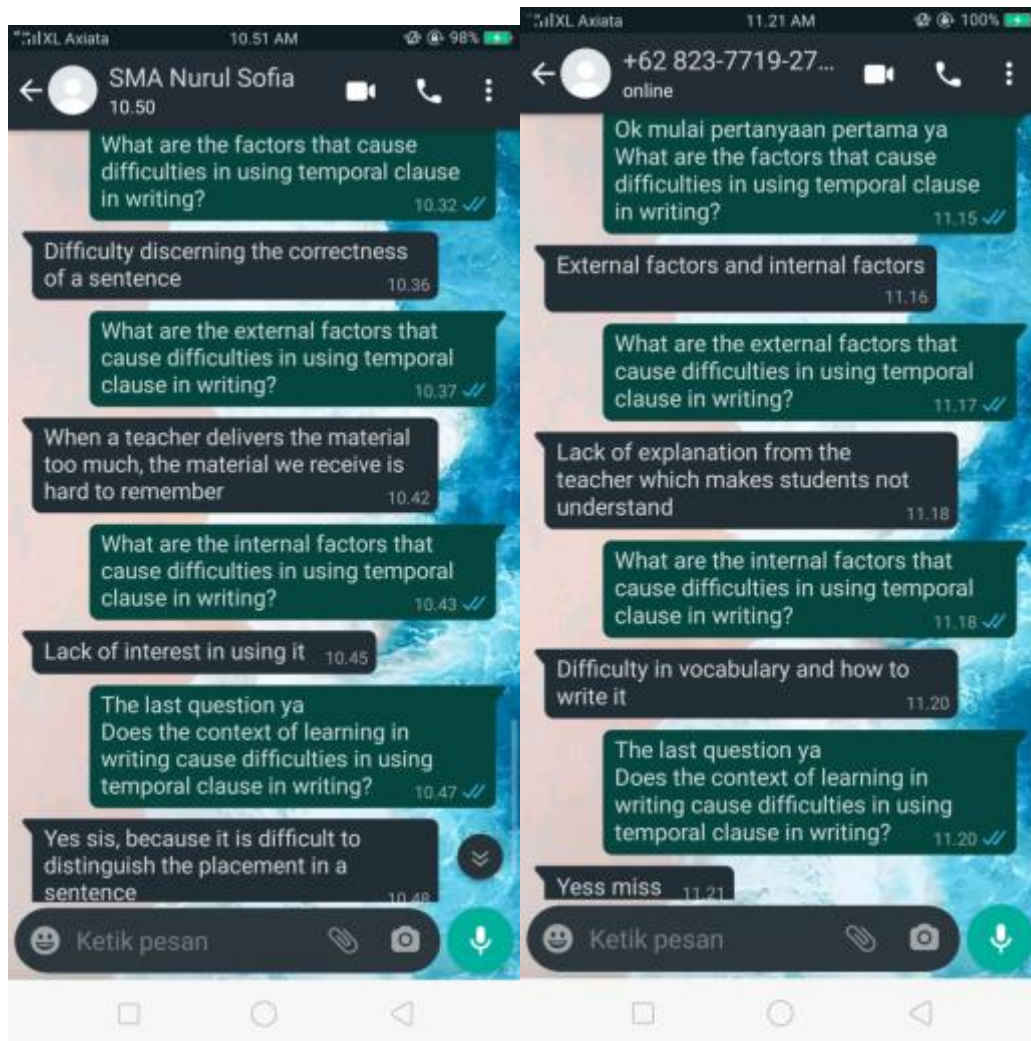 XL Axiata 10.51 AM 98%
SMA Nurul Sofia
10.50
What are the factors that cause
difficulties in using temporal clause
in writing?
10.32
Difficulty discerning the correctness
of a sentence
10.36
What are the external factors that
cause difficulties in using temporal
clause in writing?
10.37
When a teacher delivers the material
too much, the material we receive is
hard to remember
10.42
What are the internal factors that
cause difficulties in using temporal
clause in writing?
10.43
Lack of interest in using it 10.45
The last question ya
Does the context of learning in
writing cause difficulties in using
temporal clause in writing?
10.47
Yes sis, because it is difficult to
distinguish the placement in a
sentence
10.48
Ketik pesan
XL Axiata 11.21 AM 100%
+62 823-7719-27...
online
Ok mulai pertanyaan pertama ya
What are the factors that cause
difficulties in using temporal clause
in writing?
11.15
External factors and internal factors
11.16
What are the external factors that
cause difficulties in using temporal
clause in writing?
11.17
Lack of explanation from the
teacher which makes students not
understand
11.18
What are the internal factors that
cause difficulties in using temporal
clause in writing?
11.18
Difficulty in vocabulary and how to
write it
11.20
The last question ya
Does the context of learning in
writing cause difficulties in using
temporal clause in writing?
11.20
Yess miss 11.21
Ketik pesan